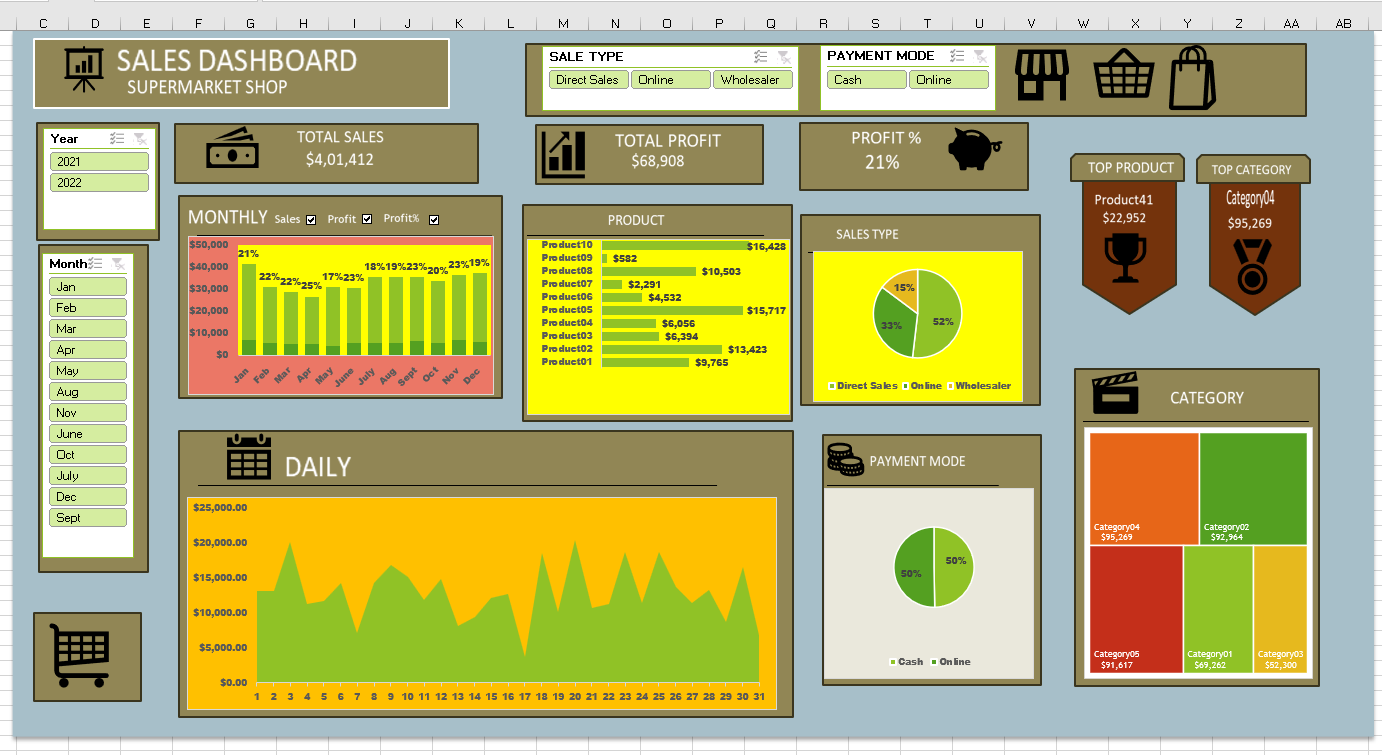 C D E F G H I J K L M N O P Q R S T U V W X Y Z AA AB
SALES DASHBOARD
SUPERMARKET SHOP
SALE TYPE
Direct Sales Online Wholesaler
PAYMENT MODE
Cash Online
Year
2021
2022
TOTAL SALES
$4,01,412
TOTAL PROFIT
$68,908
PROFIT %
21%
TOP PRODUCT
Product41
$22,952
TOP CATEGORY
Category04
$95,269
Month
Jan
Feb
Mar
Apr
May
Aug
Nov
June
Oct
July
Dec
Sept
MONTHLY Sales Profit Profit%
$50,000
$40,000
$30,000
$20,000
$10,000
$0
21% 22% 22% 25% 17% 23% 18% 19% 23% 20% 23% 19%
Jan Feb Mar Apr May June July Aug Sept Oct Nov Dec
PRODUCT
Product10 $16,428
Product09 $582
Product08 $10,503
Product07 $2,291
Product06 $4,532
Product05 $15,717
Product04 $6,056
Product03 $6,394
Product02 $13,423
Product01 $9,765
SALES TYPE
15%
33% 52%
Direct Sales Online Wholesaler
DAILY
$25,000.00
$20,000.00
$15,000.00
$10,000.00
$5,000.00
$0.00
1 2 3 4 5 6 7 8 9 10 11 12 13 14 15 16 17 18 19 20 21 22 23 24 25 26 27 28 29 30 31
PAYMENT MODE
50% 50%
Cash Online
CATEGORY
Category04
$95,269
Category02
$92,964
Category05
$91,617
Category01
$69,262
Category03
$52,300